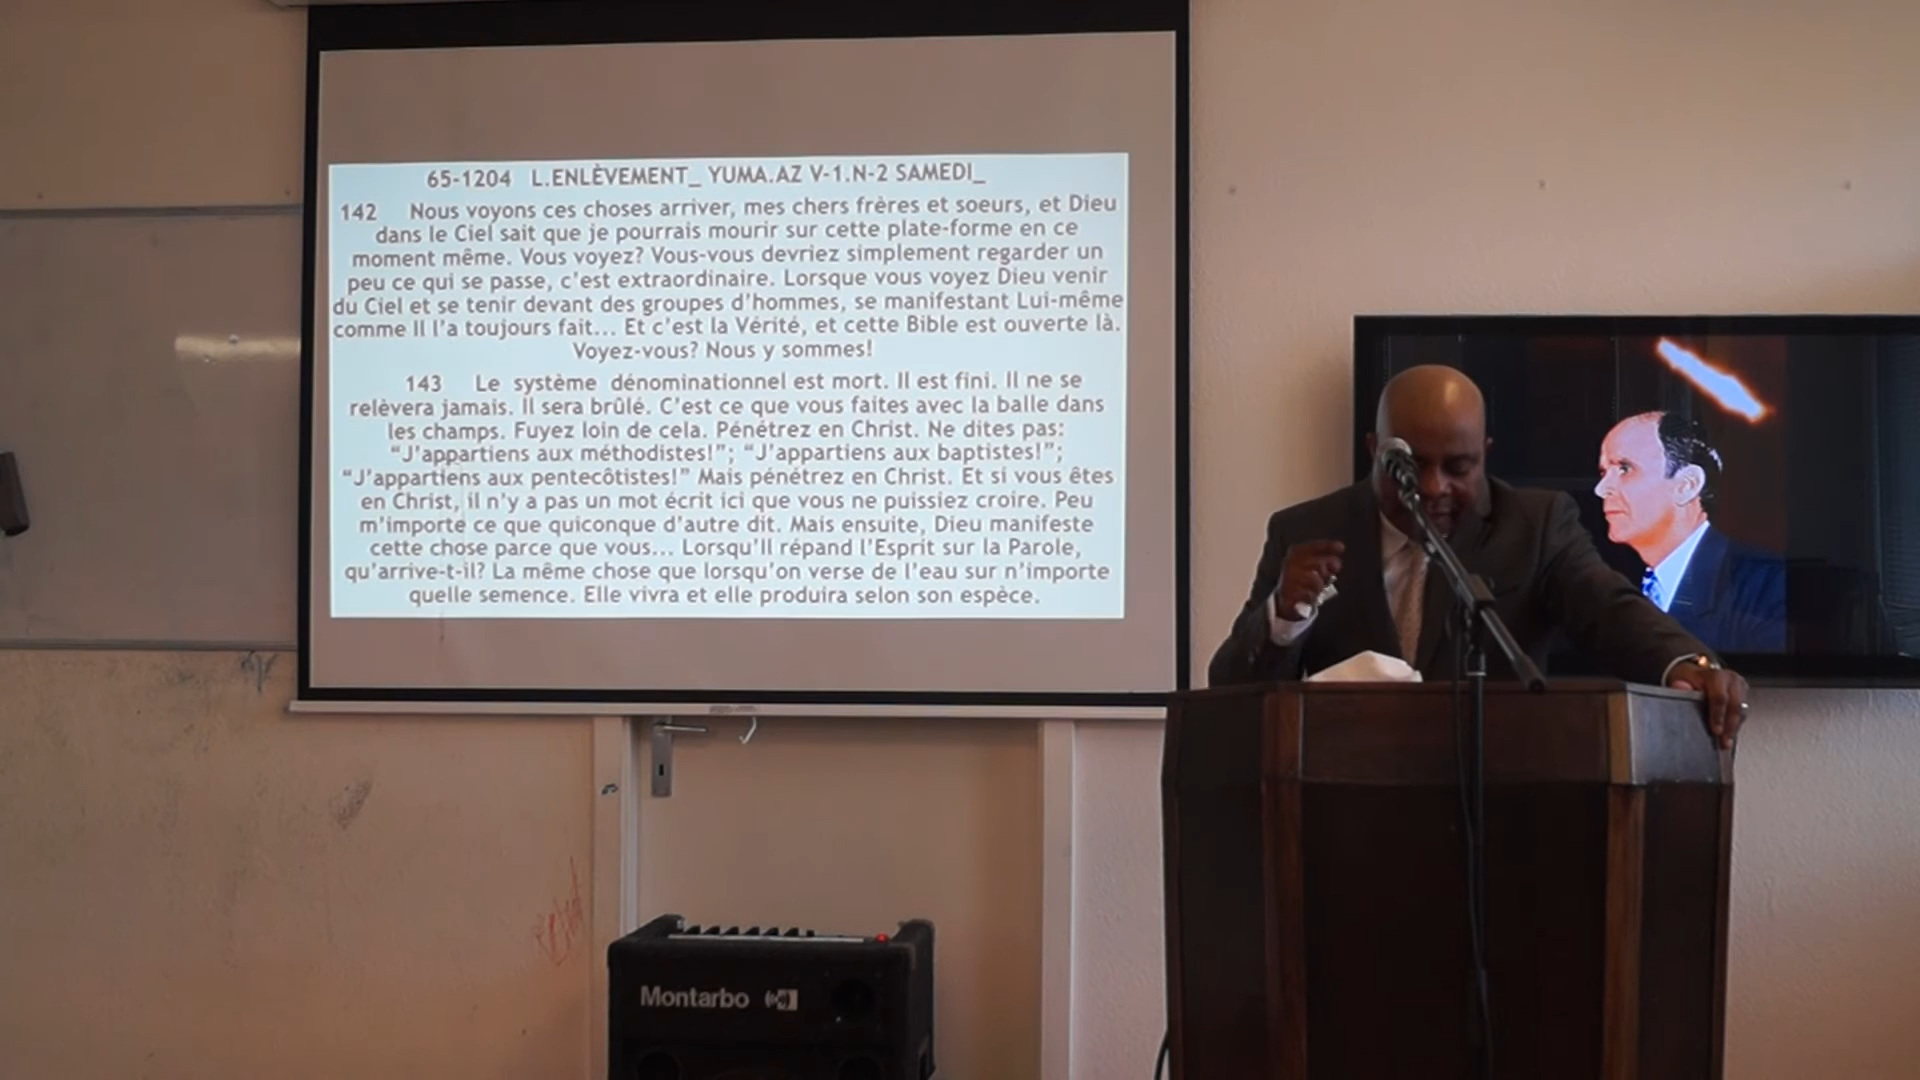 65-1204 L.ENLÈVEMENT_ YUMA.AZ V-1.N-2 SAMEDI_
142 Nous voyons ces choses arriver, mes chers frères et soeurs, et Dieu
dans le Ciel sait que je pourrais mourir sur cette plate-forme en ce
moment même. Vous voyez? Vous-vous devriez simplement regarder un
peu ce qui se passe, c'est extraordinaire. Lorsque vous voyez Dieu venir
du Ciel et se tenir devant des groupes d'hommes, se manifestant Lui-même
comme Il l'a toujours fait... Et c'est la Vérité, et cette Bible est ouverte là.
Voyez-vous? Nous y sommes!
143 Le système dénominationnel est mort. Il est fini. Il ne se
relèvera jamais. Il sera brûlé. C'est ce que vous faites avec la balle dans
les champs. Fuyez loin de cela. Pénétrez en Christ. Ne dites pas:
“J'appartiens aux méthodistes!”; “J'appartiens aux baptistes!”;
“J'appartiens aux pentecôtistes!” Mais pénétrez en Christ. Et si vous êtes
en Christ, il n'y a pas un mot écrit ici que vous ne puissiez croire. Peu
m'importe ce que quiconque d'autre dit. Mais ensuite, Dieu manifeste
cette chose parce que vous... Lorsqu'Il répand l'Esprit sur la Parole,
qu'arrive-t-il? La même chose que lorsqu'on verse de l'eau sur n'importe
quelle semence. Elle vivra et elle produira selon son espèce.
Montarbo